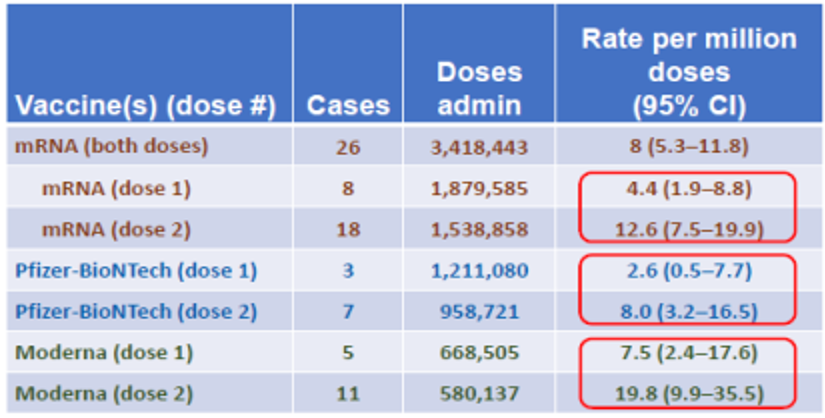 Vaccine(s) (dose #) Cases Doses admin Rate per million doses (95% CI)
mRNA (both doses) 26 3,418,443 8 (5.3–11.8)
mRNA (dose 1) 8 1,879,585 4.4 (1.9–8.8)
mRNA (dose 2) 18 1,538,858 12.6 (7.5–19.9)
Pfizer-BioNTech (dose 1) 3 1,211,080 2.6 (0.5–7.7)
Pfizer-BioNTech (dose 2) 7 958,721 8.0 (3.2–16.5)
Moderna (dose 1) 5 668,505 7.5 (2.4–17.6)
Moderna (dose 2) 11 580,137 19.8 (9.9–35.5)